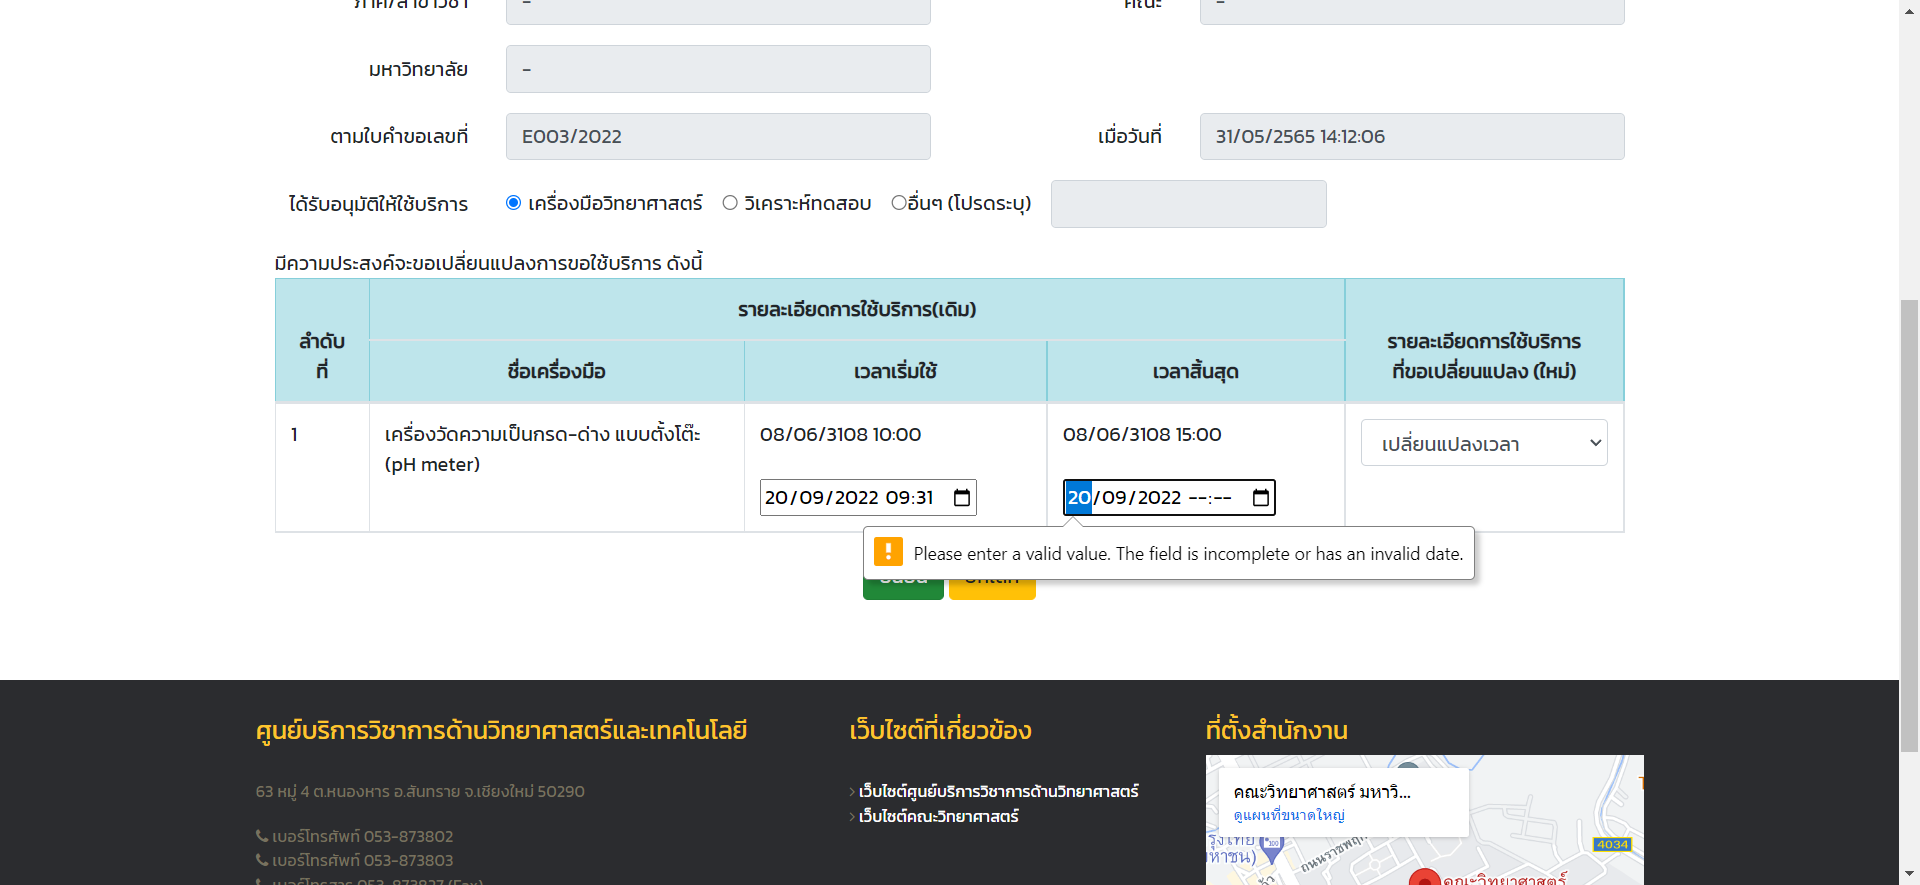 ภาค/สาขาวิชา - คณะ -
มหาวิทยาลัย -
ตามใบคำขอเลขที่ E003/2022 เมื่อวันที่ 31/05/2565 14:12:06
ได้รับอนุมัติให้ใช้บริการ เครื่องมือวิทยาศาสตร์ วิเคราะห์ทดสอบ อื่นๆ (โปรดระบุ)
มีความประสงค์จะขอเปลี่ยนแปลงการขอใช้บริการ ดังนี้
รายละเอียดการใช้บริการ(เดิม)
ลำดับ
ที่
ชื่อเครื่องมือ เวลาเริ่มใช้ เวลาสิ้นสุด
รายละเอียดการใช้บริการ
ที่ขอเปลี่ยนแปลง (ใหม่)
1 เครื่องวัดความเป็นกรด-ด่าง แบบตั้งโต๊ะ
(pH meter)
08/06/3108 10:00 08/06/3108 15:00
เปลี่ยนแปลงเวลา
20/09/2022 09:31 20/09/2022 --:--
Please enter a valid value. The field is incomplete or has an invalid date.
ศูนย์บริการวิชาการด้านวิทยาศาสตร์และเทคโนโลยี
63 หมู่ 4 ต.หนองหาร อ.สันทราย จ.เชียงใหม่ 50290
เบอร์โทรศัพท์ 053-873802
เบอร์โทรศัพท์ 053-873803
เบอร์โทรสาร 053-873827 (Fax)
เว็บไซต์ที่เกี่ยวข้อง
เว็บไซต์ศูนย์บริการวิชาการด้านวิทยาศาสตร์
เว็บไซต์คณะวิทยาศาสตร์
ที่ตั้งสำนักงาน
คณะวิทยาศาสตร์ มหาวิ...
ดูแผนที่ขนาดใหญ่
4034
ถนนราชพฤก
คณะวิทยาศาสตร์